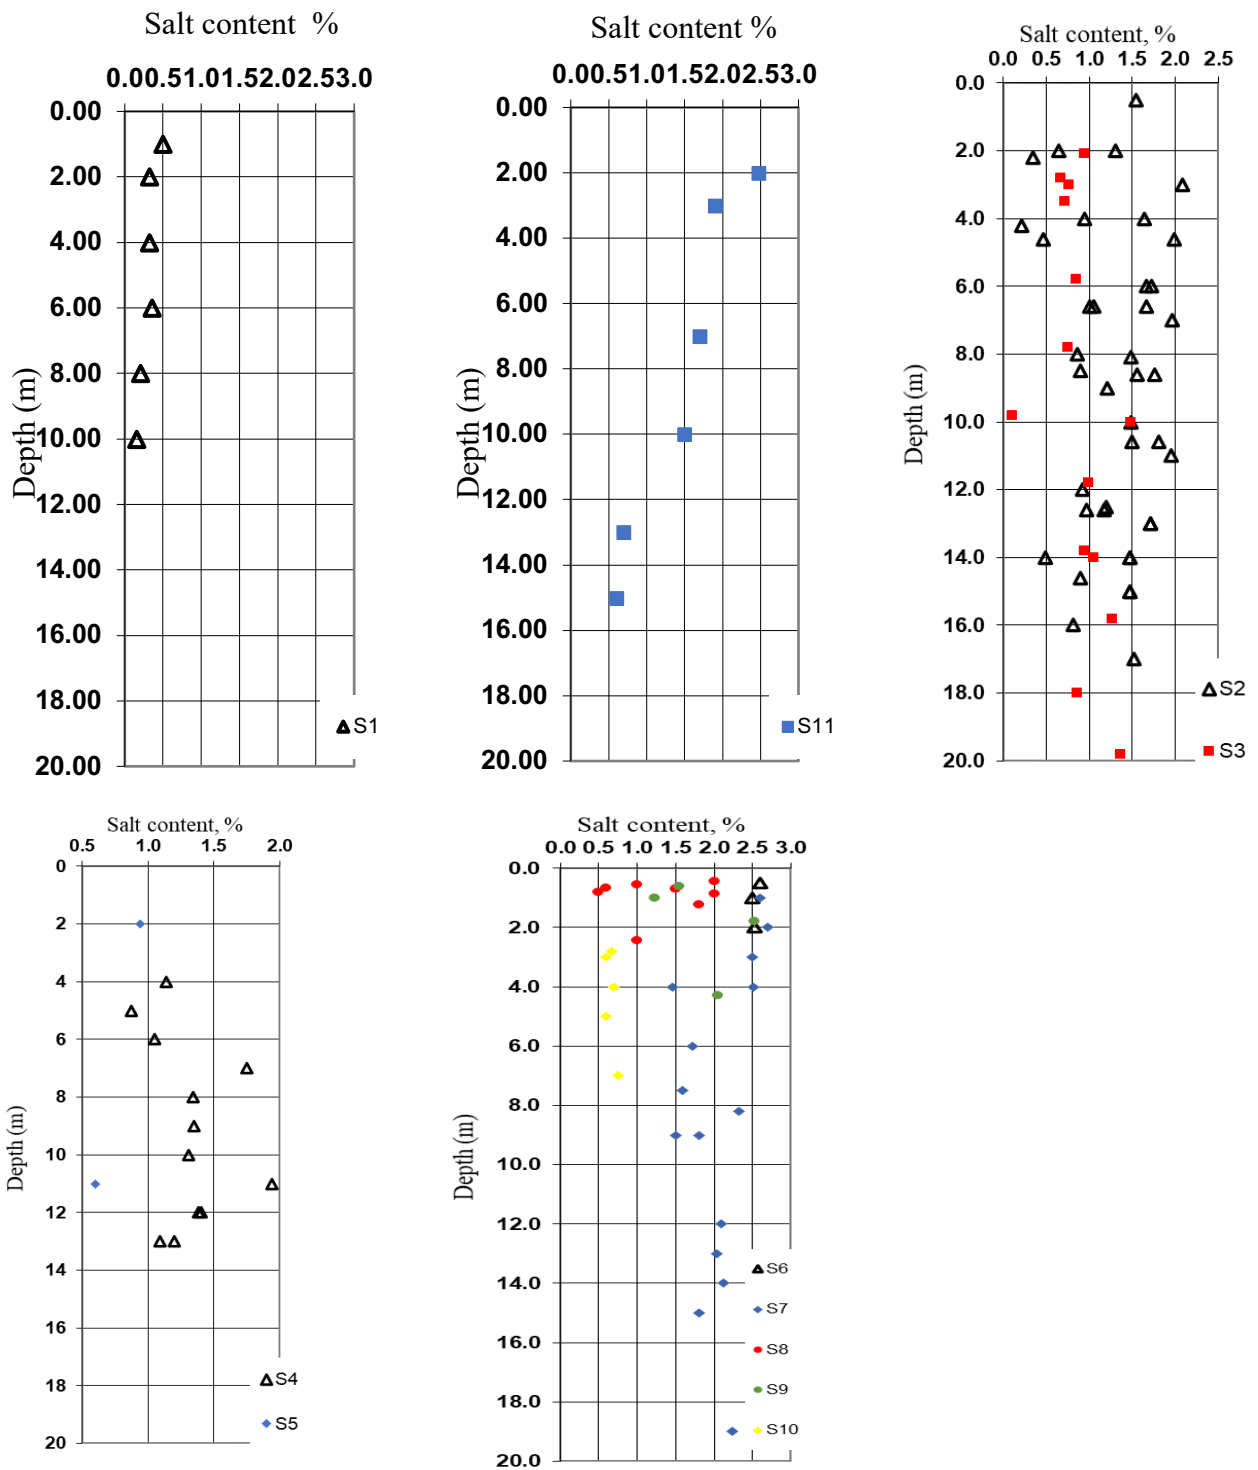 Salt content %
0.00.51.01.52.02.53.0
0.00
2.00
4.00
6.00
8.00
10.00
12.00
14.00
16.00
18.00
20.00
Depth (m)
S1
Salt content %
0.00.51.01.52.02.53.0
0.00
2.00
4.00
6.00
8.00
10.00
12.00
14.00
16.00
18.00
20.00
Depth (m)
S11
Salt content, %
0.0 0.5 1.0 1.5 2.0 2.5
0.0
2.0
4.0
6.0
8.0
10.0
12.0
14.0
16.0
18.0
20.0
Depth (m)
S2
S3
Salt content, %
0.5 1.0 1.5 2.0
0
2
4
6
8
10
12
14
16
18
20
Depth (m)
S4
S5
Salt content, %
0.0 0.5 1.0 1.5 2.0 2.5 3.0
0.0
2.0
4.0
6.0
8.0
10.0
12.0
14.0
16.0
18.0
20.0
Depth (m)
S6
S7
S8
S9
S10